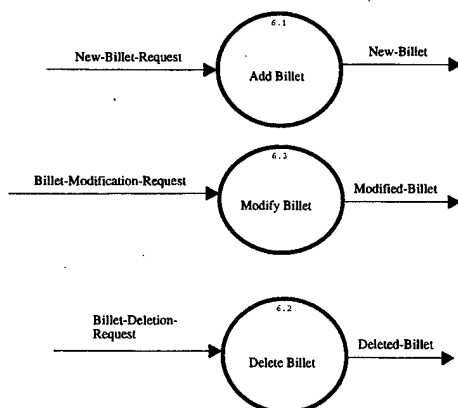 6.1
New-Billet-Request
New-Billet
Add Billet
6.3
Billet-Modification-Request
Modified-Billet
Modify Billet
6.2
Billet-Deletion-
Request
Deleted-Billet
Delete Billet